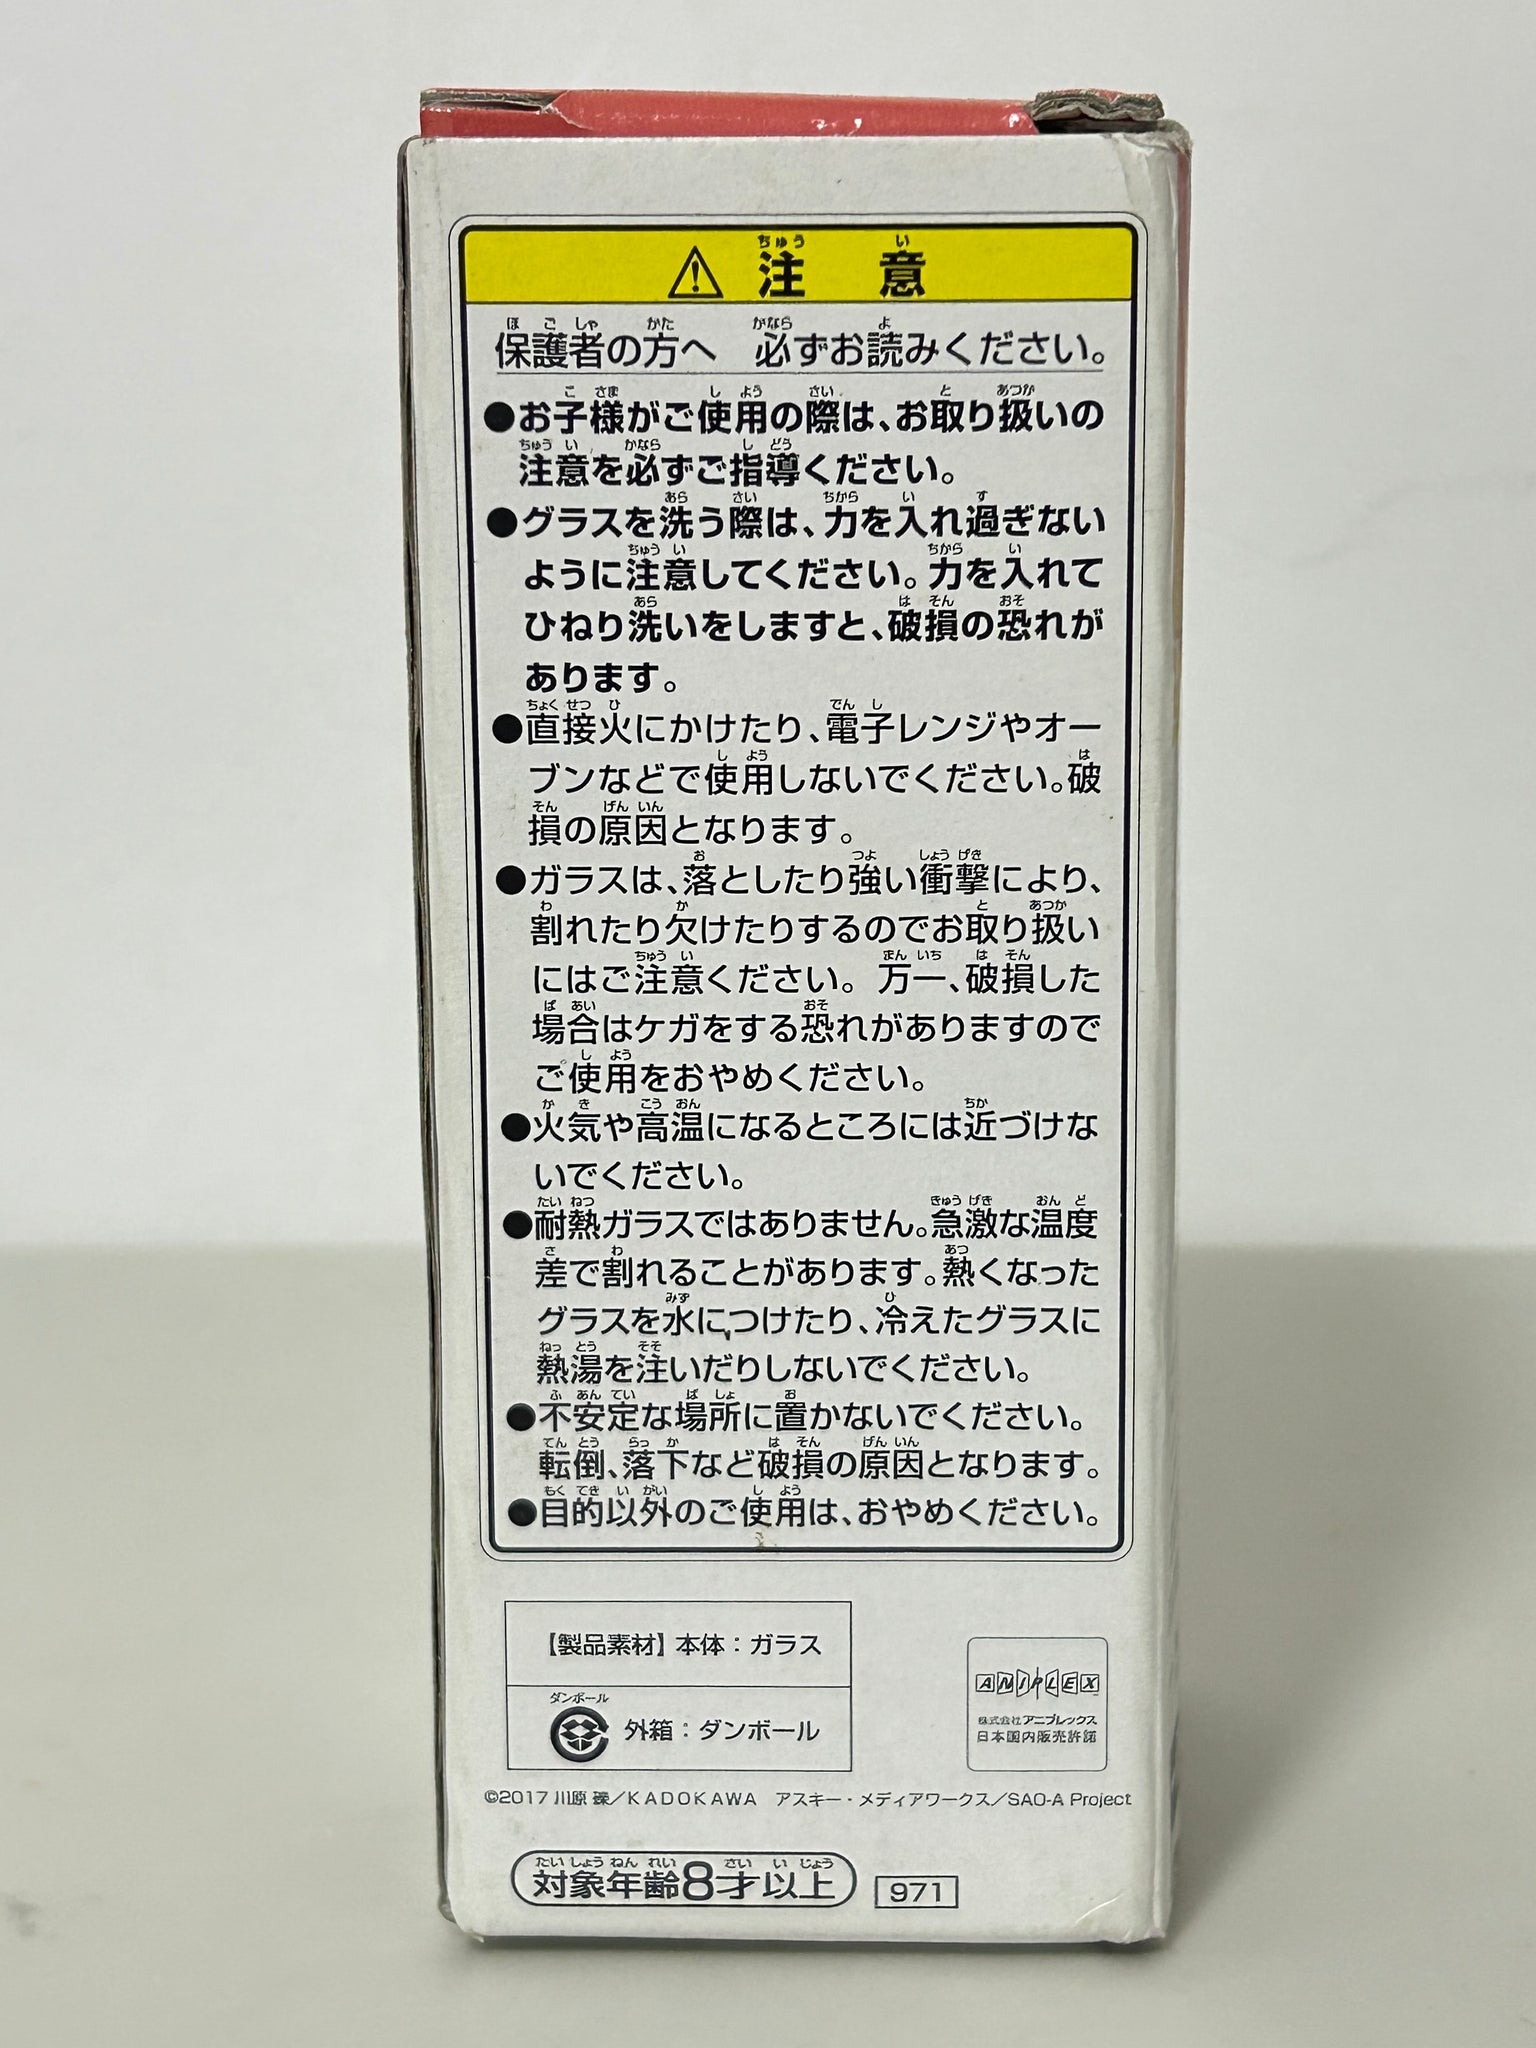 ⚠ 注意
保護者の方へ 必ずお読みください。
●お子様がご使用の際は、お取り扱いの
注意を必ずご指導ください。
●グラスを洗う際は、力を入れ過ぎない
ように注意してください。力を入れて
ひねり洗いをしますと、破損の恐れが
あります。
●直接火にかけたり、電子レンジやオー
ブンなどで使用しないでください。破
損の原因となります。
●ガラスは、落としたり強い衝撃により、
割れたり欠けたりするのでお取り扱い
にはご注意ください。万一、破損した
場合はケガをする恐れがありますので
ご使用をおやめください。
●火気や高温になるところには近づけな
いでください。
●耐熱ガラスではありません。急激な温度
差で割れることがあります。熱くなった
グラスを水につけたり、冷えたグラスに
熱湯を注いだりしないでください。
●不安定な場所に置かないでください。
転倒、落下など破損の原因となります。
●目的以外のご使用は、おやめください。
【製品素材】本体：ガラス
ダンボール
外箱：ダンボール
ANIPLEX
株式会社アニプレックス
日本国内販売許諾
©2017 川原 礫／KADOKAWA アスキー・メディアワークス／SAO-A Project
対象年齢8才以上
971